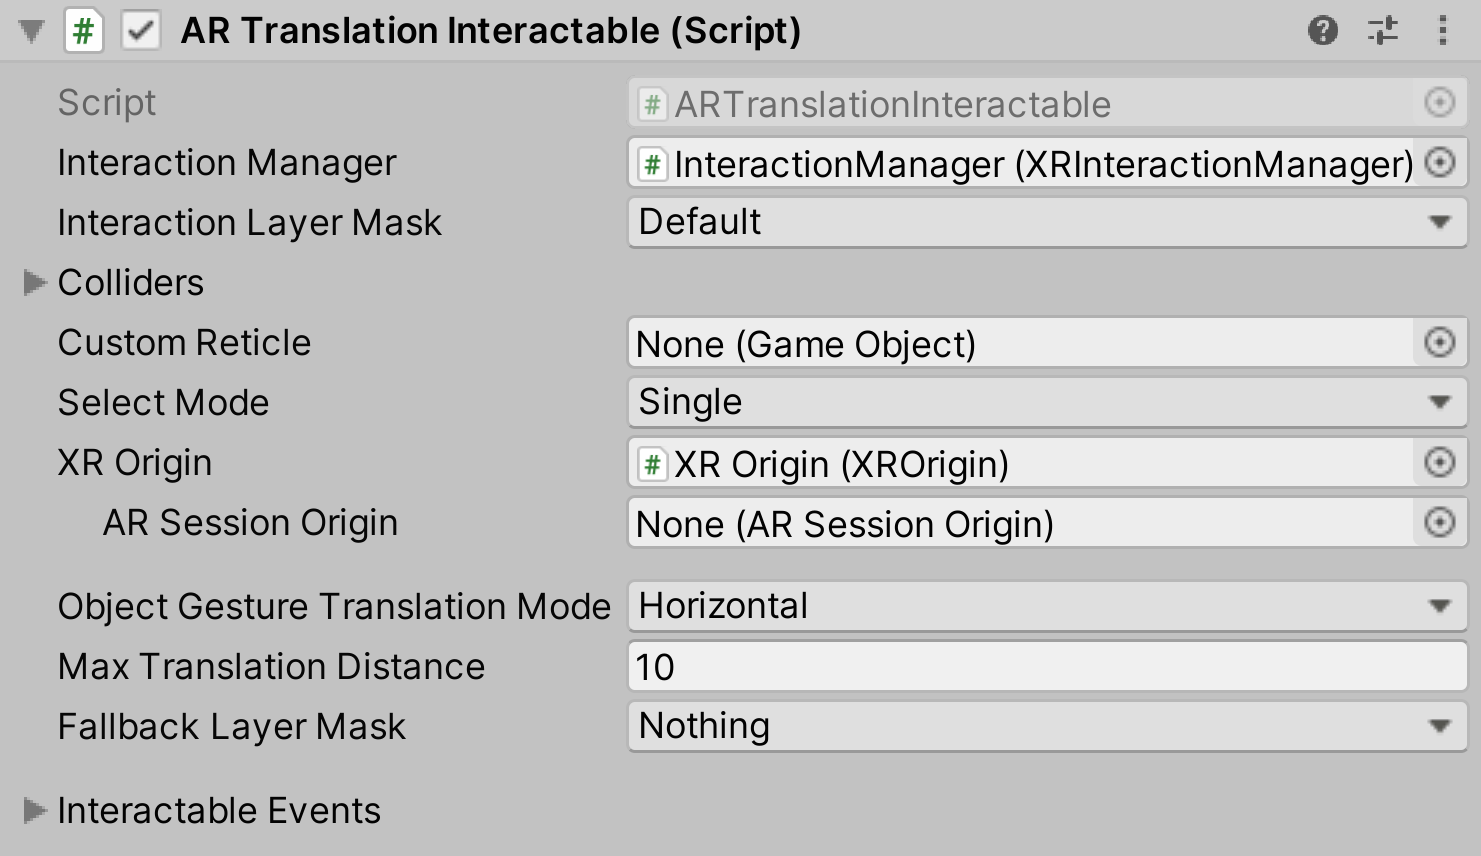 AR Translation Interactable (Script)
Script # ARTranslationInteractable
Interaction Manager # InteractionManager (XRInteractionManager)
Interaction Layer Mask Default
Colliders
Custom Reticle None (Game Object)
Select Mode Single
XR Origin # XR Origin (XROrigin)
AR Session Origin None (AR Session Origin)
Object Gesture Translation Mode Horizontal
Max Translation Distance 10
Fallback Layer Mask Nothing
Interactable Events